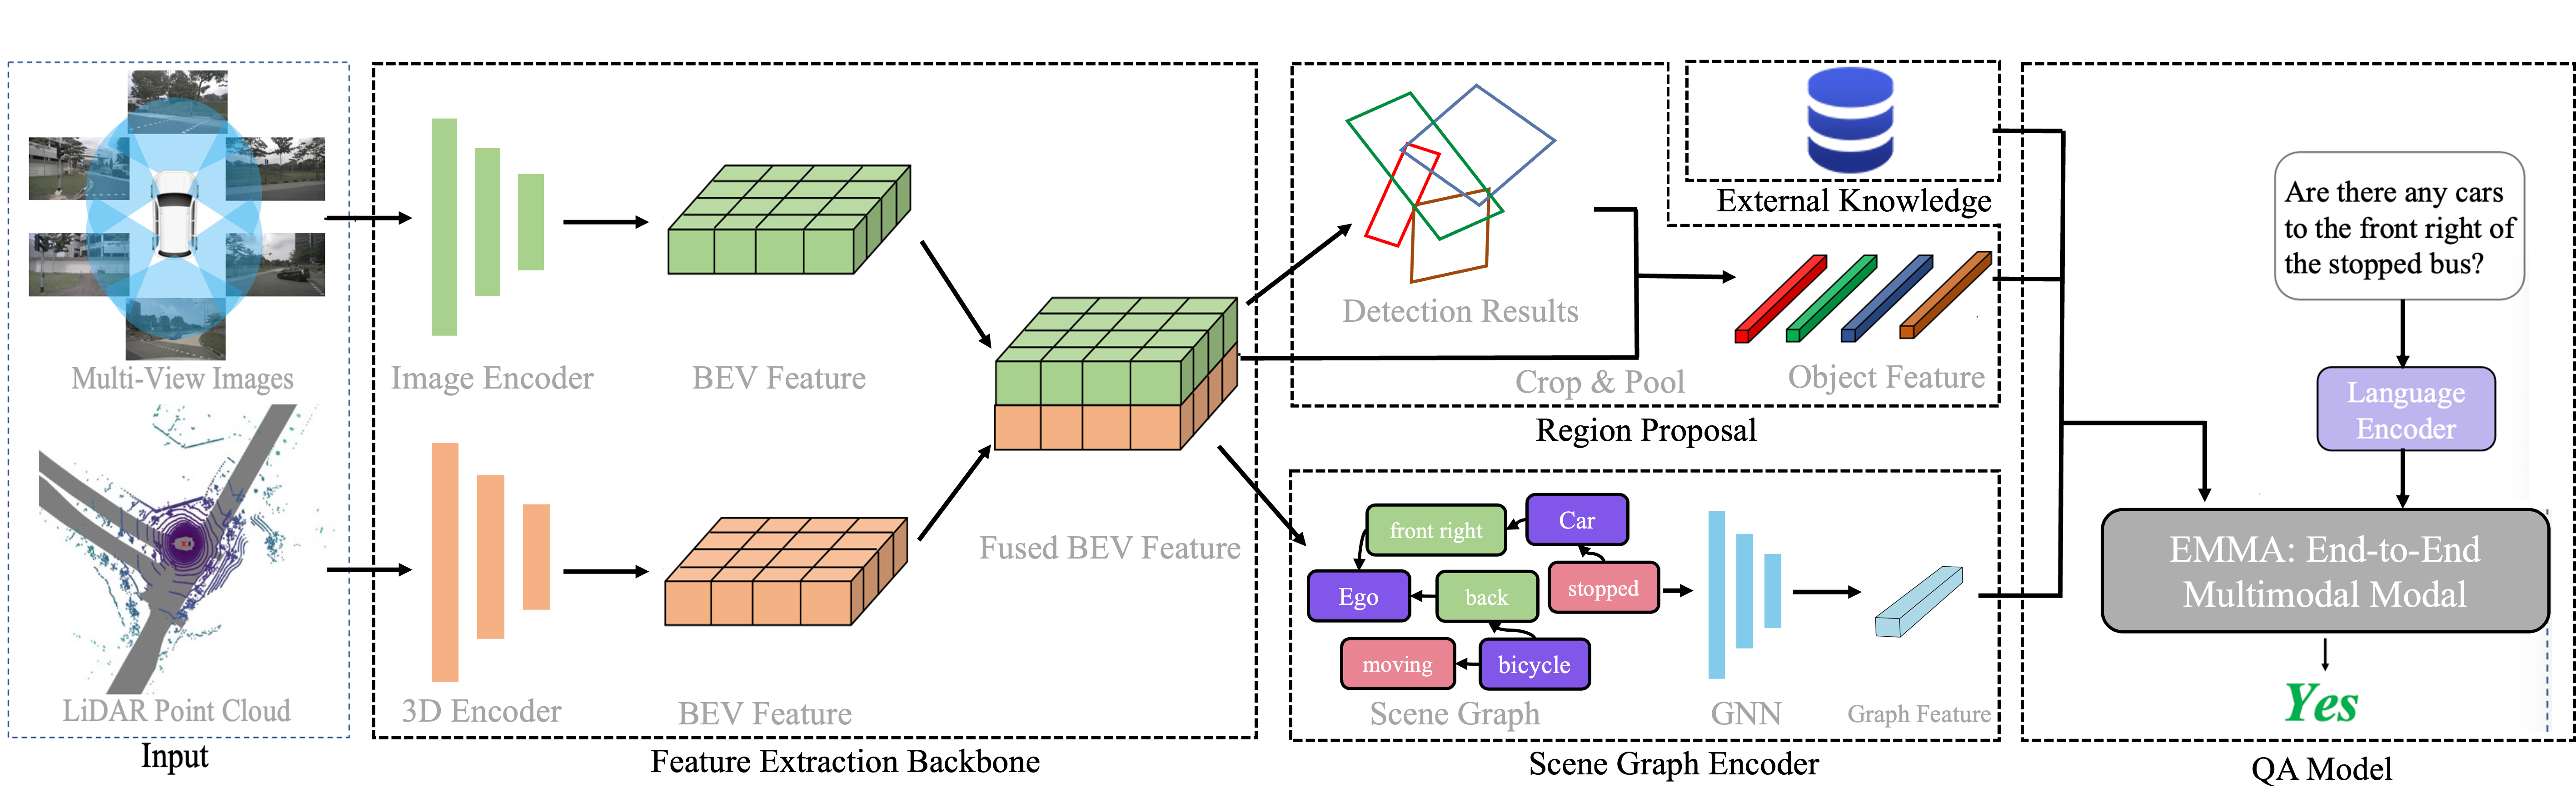 Multi-View Images
LiDAR Point Cloud
Input
Image Encoder
BEV Feature
3D Encoder
BEV Feature
Fused BEV Feature
Feature Extraction Backbone
Detection Results
Crop & Pool
Object Feature
Region Proposal
External Knowledge
front right
Car
Ego
back
stopped
moving
bicycle
Scene Graph
GNN
Graph Feature
Scene Graph Encoder
Are there any cars
to the front right of
the stopped bus?
Language
Encoder
EMMA: End-to-End
Multimodal Modal
Yes
QA Model